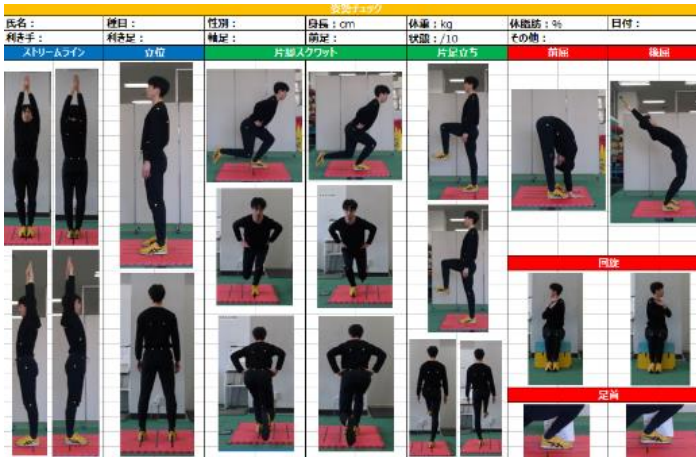 姿勢チェック
氏名： 種目： 性別： 身長：cm 体重：kg 体脂肪：% 日付：
利き手： 利き足： 軸足： 前足： 状態：/10 その他：
ストリームライン 立位 片脚スクワット 片足立ち 前屈 後屈
回旋
足首